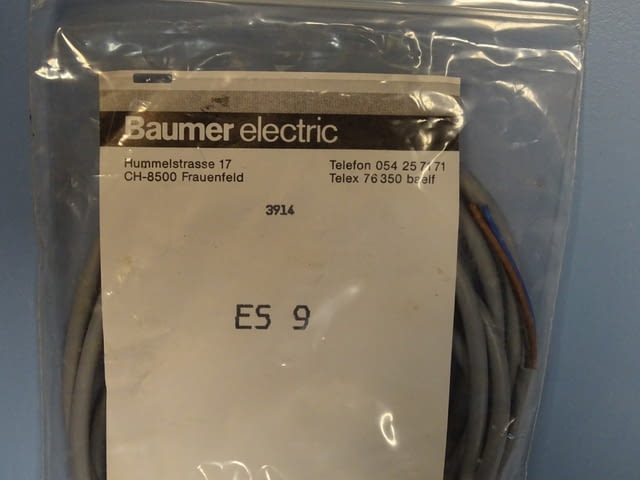 Baumer electric
Hummelstrasse 17
CH-8500 Frauenfeld
Telefon 054 25 71 71
Telex 76 350 baelf
3914
ES 9